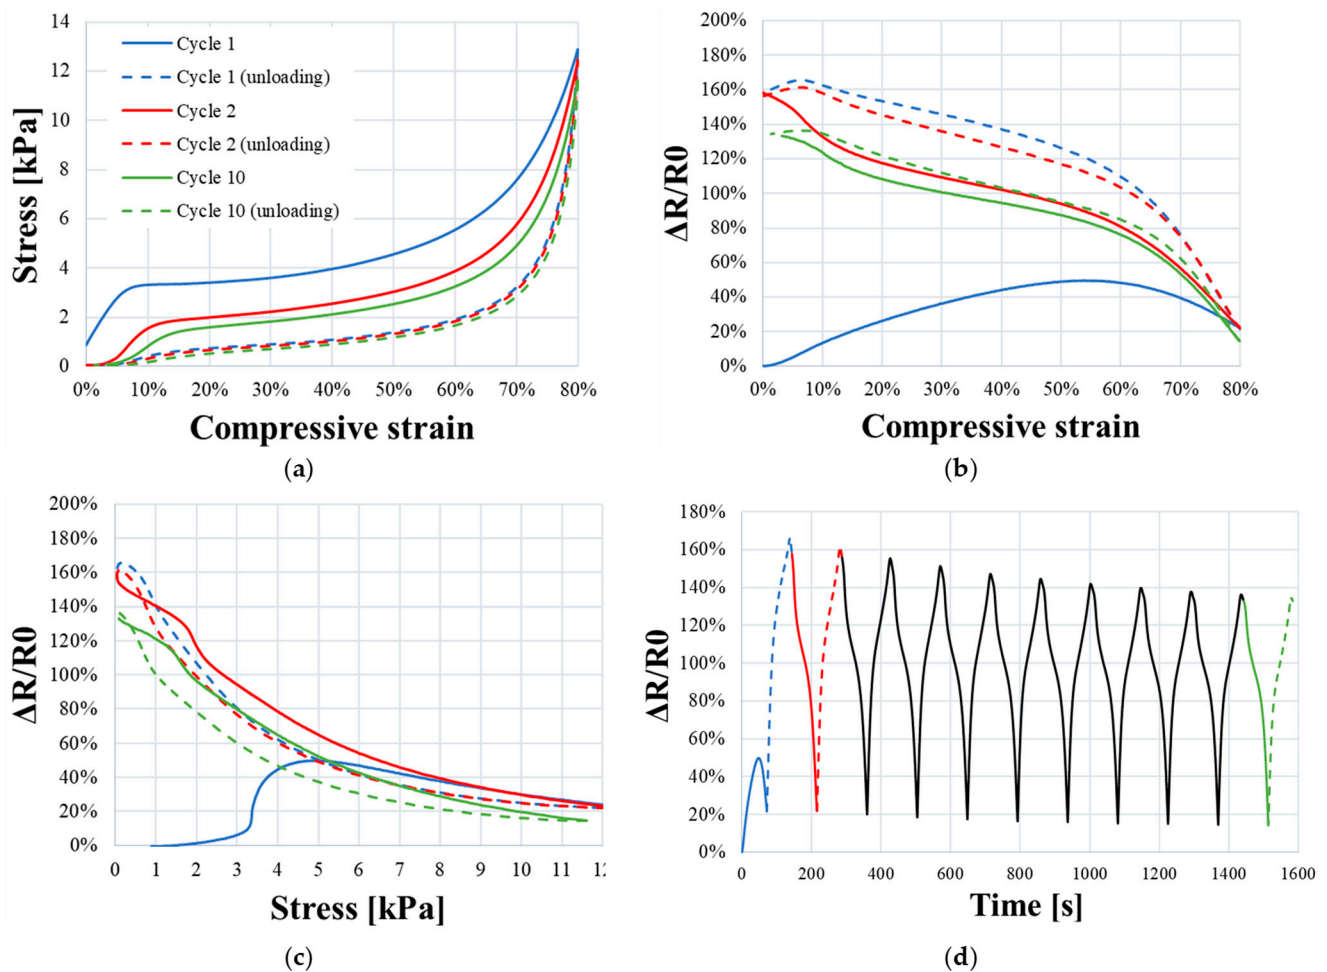 Stress [kPa]
14
12
10
8
6
4
2
0
Cycle 1
Cycle 1 (unloading)
Cycle 2
Cycle 2 (unloading)
Cycle 10
Cycle 10 (unloading)
0% 10% 20% 30% 40% 50% 60% 70% 80%
Compressive strain
(a)
ΔR/R0
200%
180%
160%
140%
120%
100%
80%
60%
40%
20%
0%
0% 10% 20% 30% 40% 50% 60% 70% 80%
Compressive strain
(b)
ΔR/R0
200%
180%
160%
140%
120%
100%
80%
60%
40%
20%
0%
0 1 2 3 4 5 6 7 8 9 10 11 12
Stress [kPa]
(c)
ΔR/R0
180%
160%
140%
120%
100%
80%
60%
40%
20%
0%
0 200 400 600 800 1000 1200 1400 1600
Time [s]
(d)